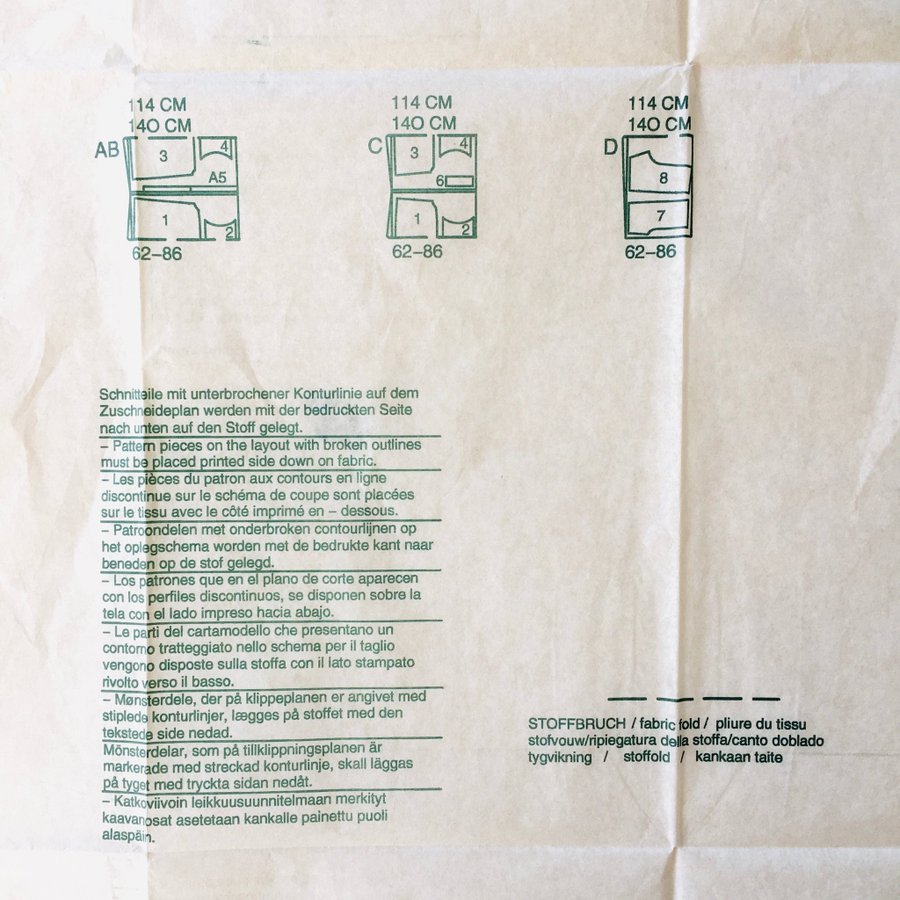 114 CM
140 CM
AB
3
4
A5
1
2
62–86
114 CM
140 CM
C
3
4
6
1
2
62–86
114 CM
140 CM
D
8
7
62–86
Schnitteile mit unterbrochener Konturlinie auf dem
Zuschneideplan werden mit der bedruckten Seite
nach unten auf den Stoff gelegt.
– Pattern pieces on the layout with broken outlines
must be placed printed side down on fabric.
– Les pièces du patron aux contours en ligne
discontinue sur le schéma de coupe sont placées
sur le tissu avec le côté imprimé en – dessous.
– Patroondelen met onderbroken contourlijnen op
het oplegschema worden met de bedrukte kant naar
beneden op de stof gelegd.
– Los patrones que en el plano de corte aparecen
con los perfiles discontinuos, se disponen sobre la
tela con el lado impreso hacia abajo.
– Le parti del cartamodello che presentano un
contorno tratteggiato nello schema per il taglio
vengono disposte sulla stoffa con il lato stampato
rivolto verso il basso.
– Mønsterdele, der på klippeplanen er angivet med
stiplede konturlinjer, lægges på stoffet med den
tekstede side nedad.
Mönsterdelar, som på tillklippningsplanen är
markerade med streckad konturlinje, skall läggas
på tyget med tryckta sidan nedåt.
– Katkoviivoin leikkuusuunnitelmaan merkityt
kaavanosat asetetaan kankalle painettu puoli
alaspäin.
STOFFBRUCH / fabric fold / pliure du tissu
stofvouw/ripiegatura della stoffa/canto doblado
tygvikning / stoffold / kankaan taite